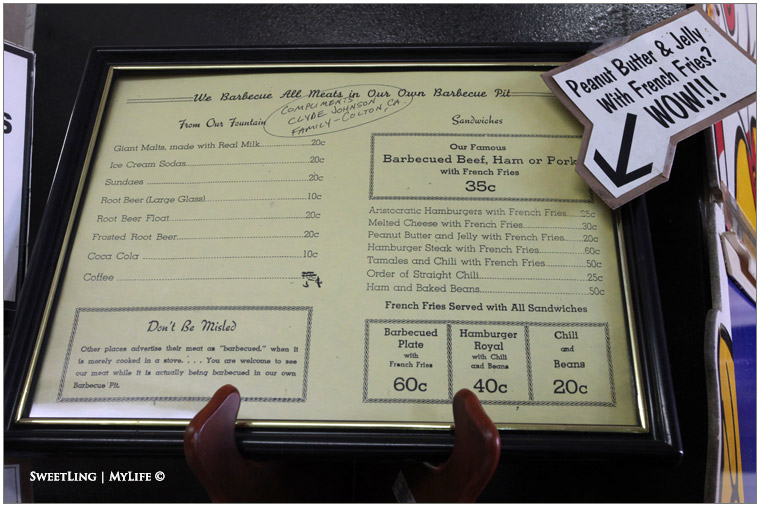 We Barbecue All Meats in Our Own Barbecue Pit
COMPLIMENTS
CLYDE JOHNSON
FAMILY - COLTON, CA.
From Our Fountain
Giant Malts, made with Real Milk 20c
Ice Cream Sodas 20c
Sundaes 20c
Root Beer (Large Glass) 10c
Root Beer Float 20c
Frosted Root Beer 20c
Coca Cola 10c
Coffee
Don't Be Misled
Other places advertise their meat as "barbecued," when it
is merely cooked in a stove. . . . You are welcome to see
our meat while it is actually being barbecued in our own
Barbecue Pit.
Sandwiches
Our Famous
Barbecued Beef, Ham or Pork
with French Fries
35c
Aristocratic Hamburgers with French Fries 25c
Melted Cheese with French Fries 30c
Peanut Butter and Jelly with French Fries 20c
Hamburger Steak with French Fries 60c
Tamales and Chili with French Fries 50c
Order of Straight Chili 25c
Ham and Baked Beans 50c
French Fries Served with All Sandwiches
Barbecued
Plate
with
French Fries
60c
Hamburger
Royal
with Chili
and Beans
40c
Chili
and
Beans
20c
Peanut Butter & Jelly
With French Fries?
WOW!!!
SWEETLING | MYLIFE ©